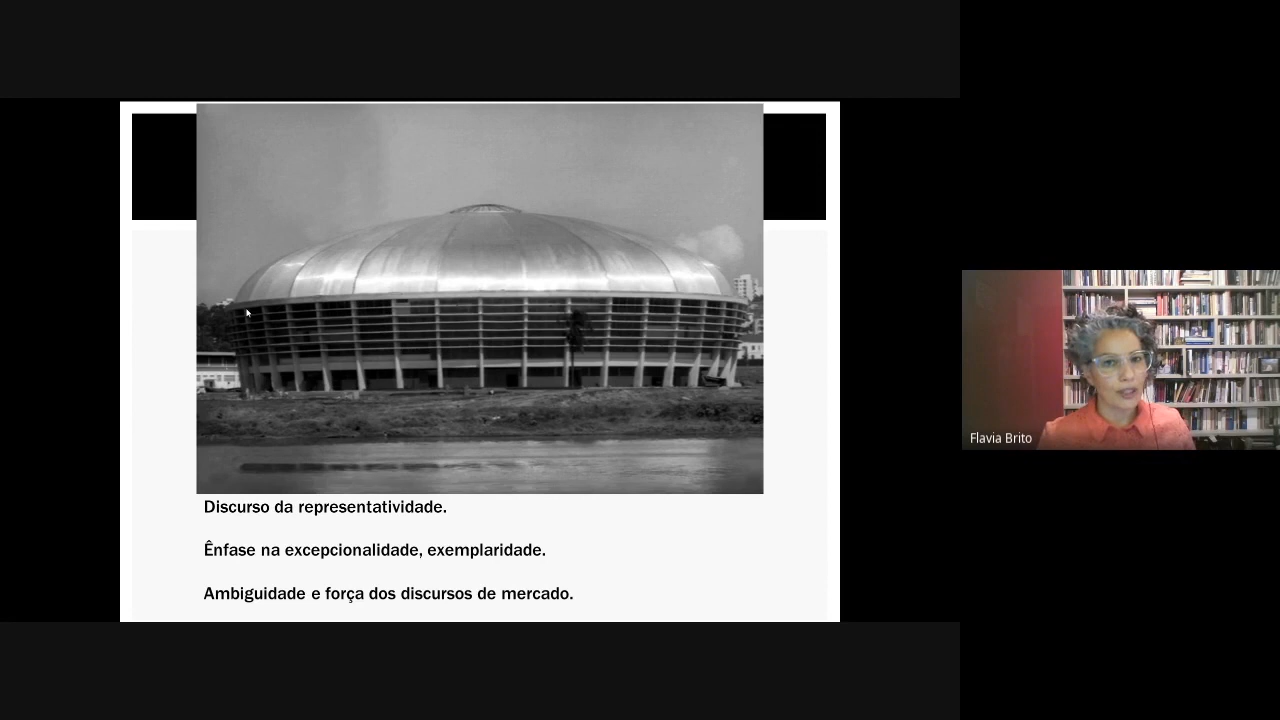 Discurso da representatividade.
Ênfase na excepcionalidade, exemplaridade.
Ambiguidade e força dos discursos de mercado.
Flavia Brito